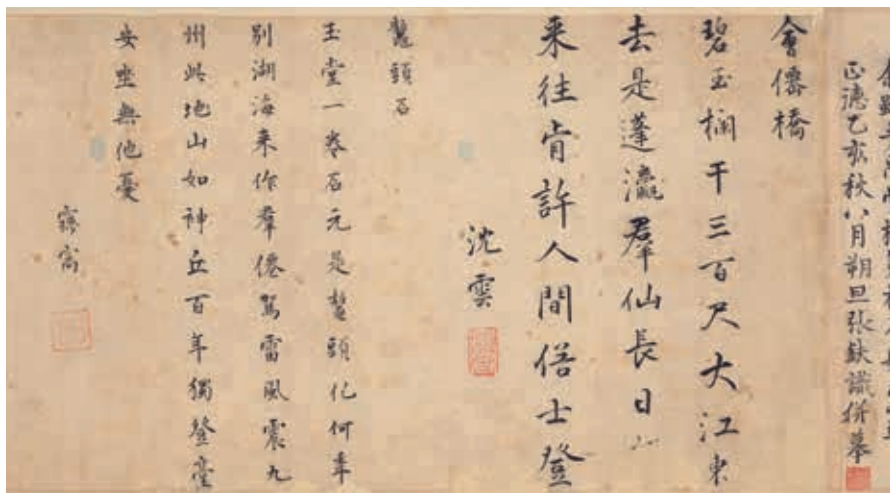 正德乙亥秋八月朔旦張鈇識併摹
會僊橋
碧玉欄干三百尺大江東
去是蓬瀛羣仙長日
来往肯許人間俗士登
沈雲
鼇頭石
玉堂一卷石元是鼇頭化何年
別湖海来作羣僊駕雷風震九
州此地山如神丘百年獨登臺
安坐無他憂